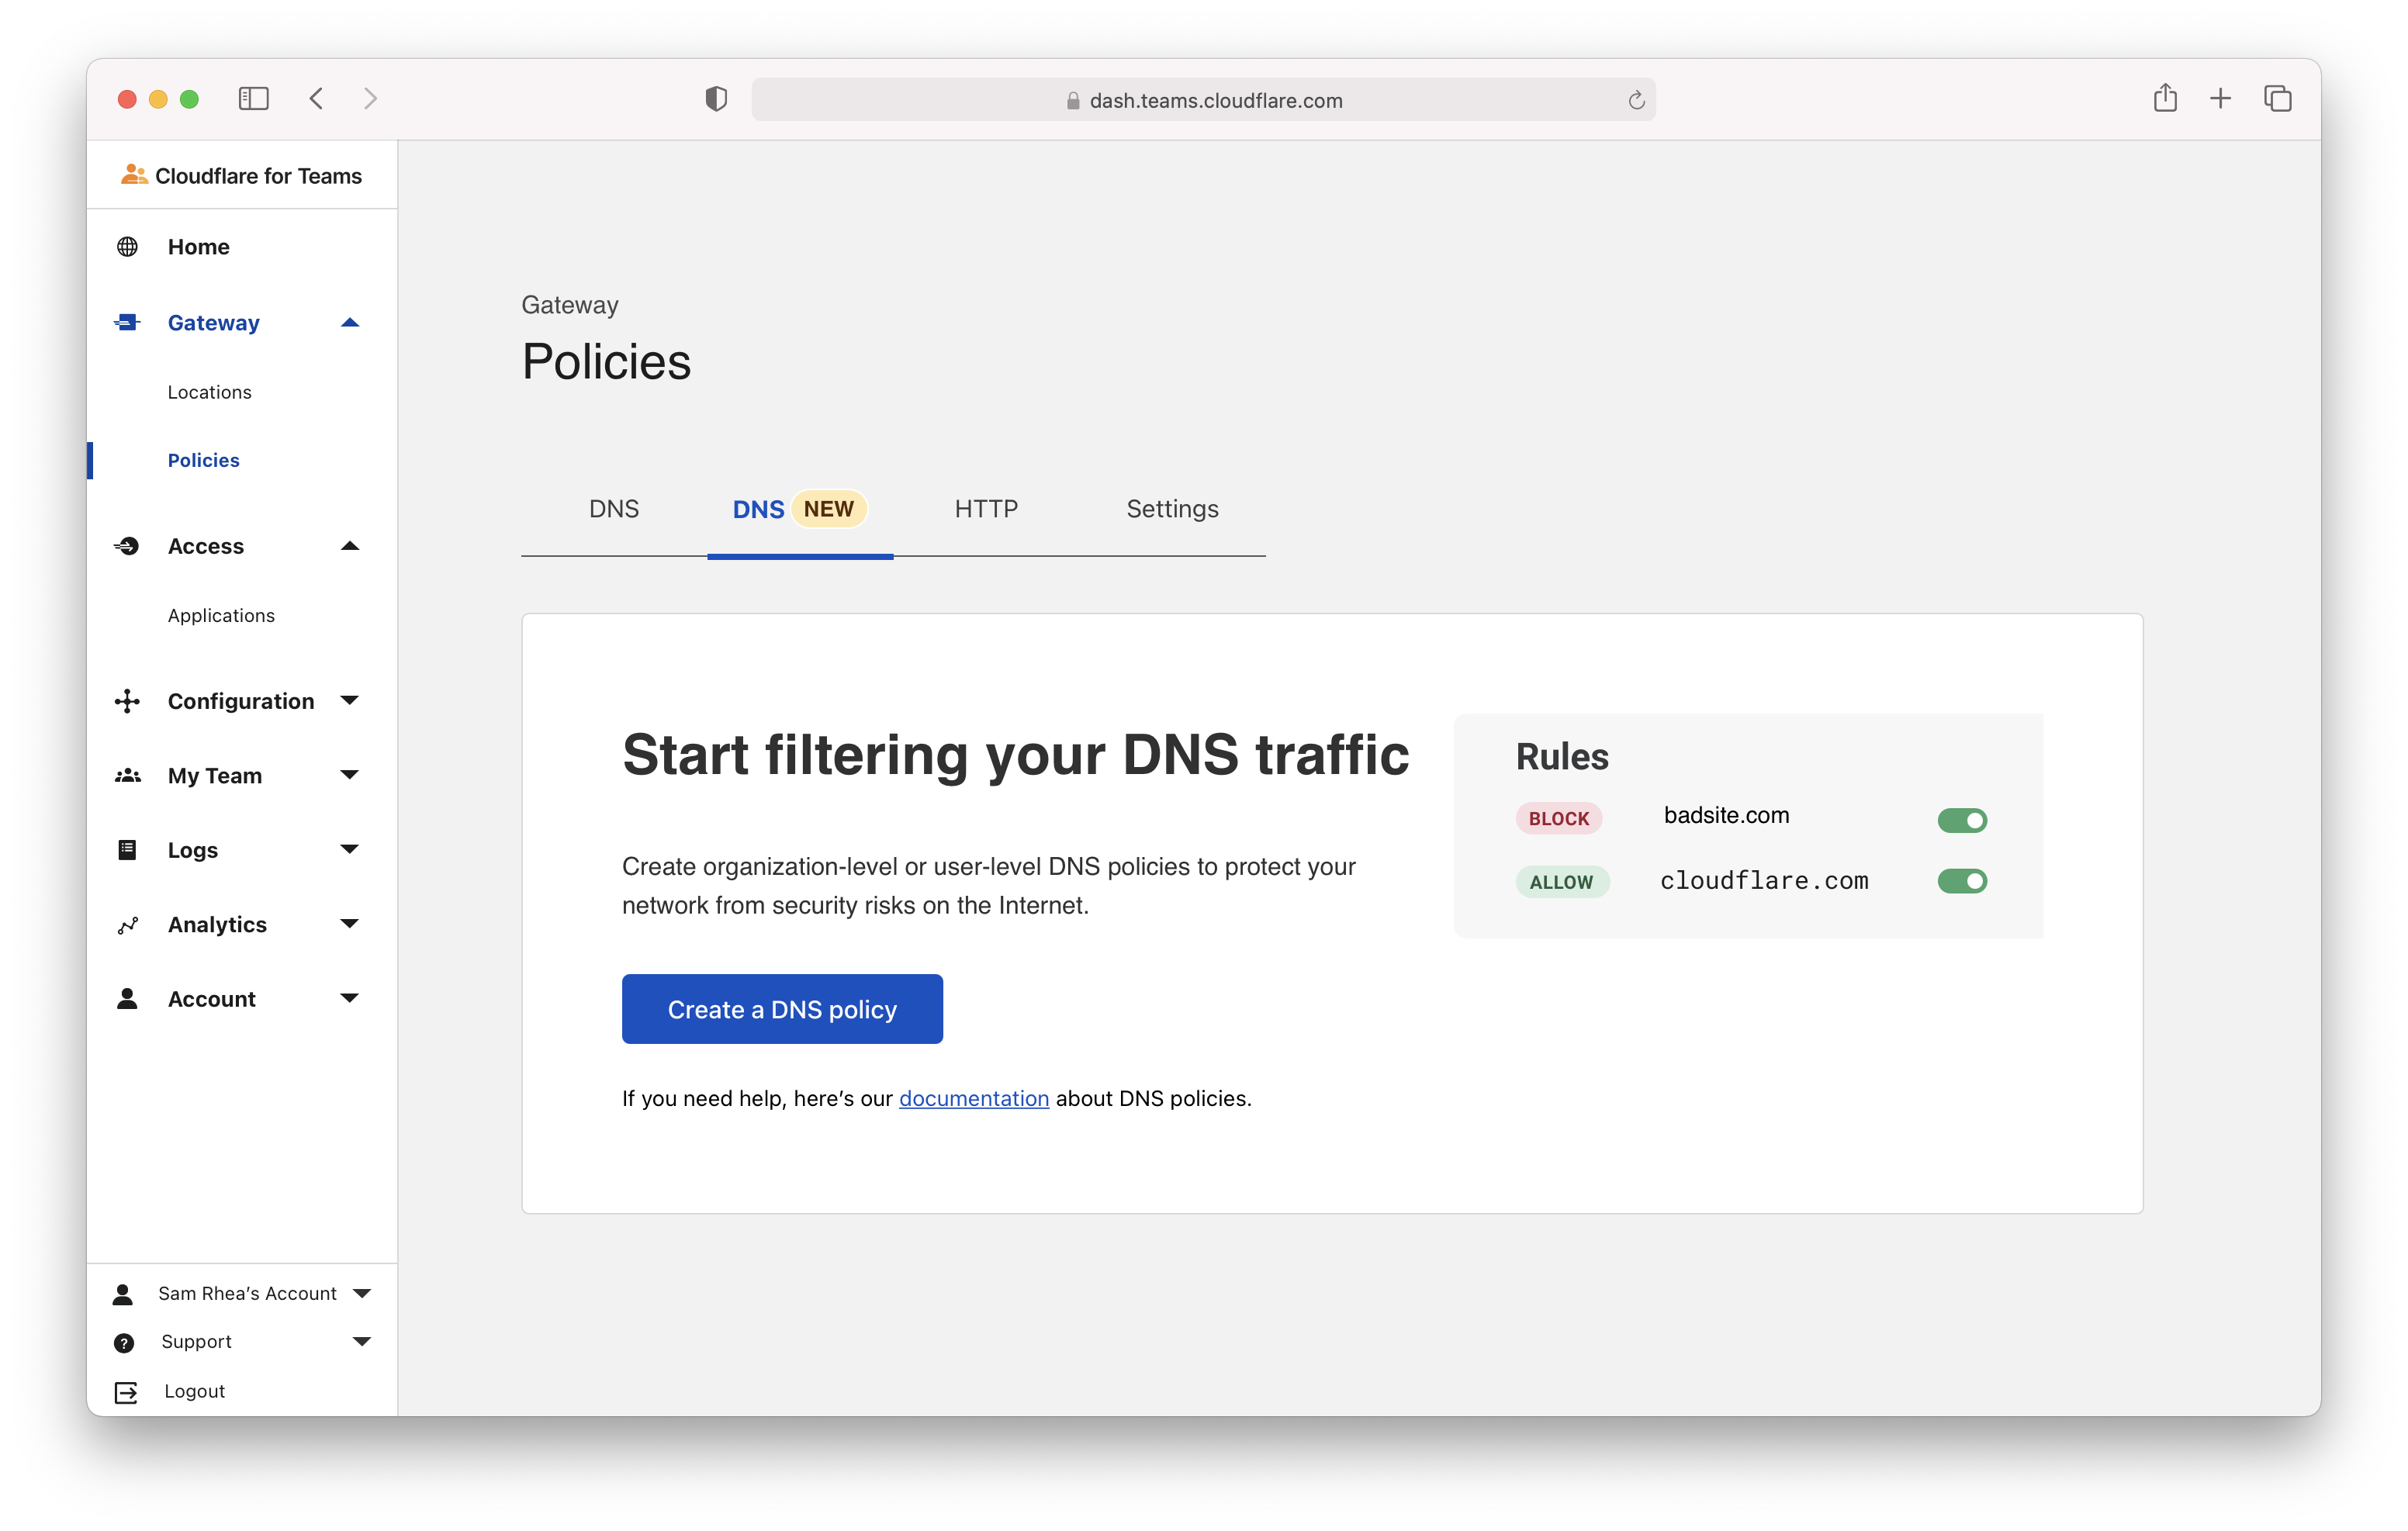 dash.teams.cloudflare.com
Cloudflare for Teams
Home
Gateway
Locations
Policies
Access
Applications
Configuration
My Team
Logs
Analytics
Account
Sam Rhea’s Account
Support
Logout
Gateway
Policies
DNS
DNS NEW
HTTP
Settings
Start filtering your DNS traffic
Create organization-level or user-level DNS policies to protect your
network from security risks on the Internet.
Create a DNS policy
If you need help, here’s our documentation about DNS policies.
Rules
BLOCK badsite.com
ALLOW cloudflare.com